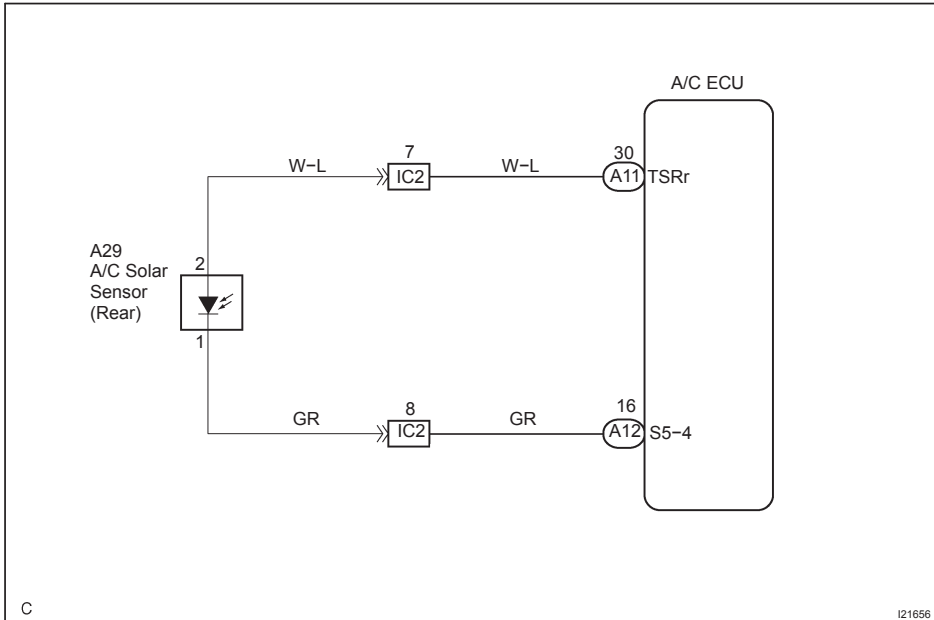 A/C ECU
W−L
7
IC2
W−L
30
A11
TSRr
A29
A/C Solar
Sensor
(Rear)
2
1
GR
8
IC2
GR
16
A12
S5−4
C
I21656